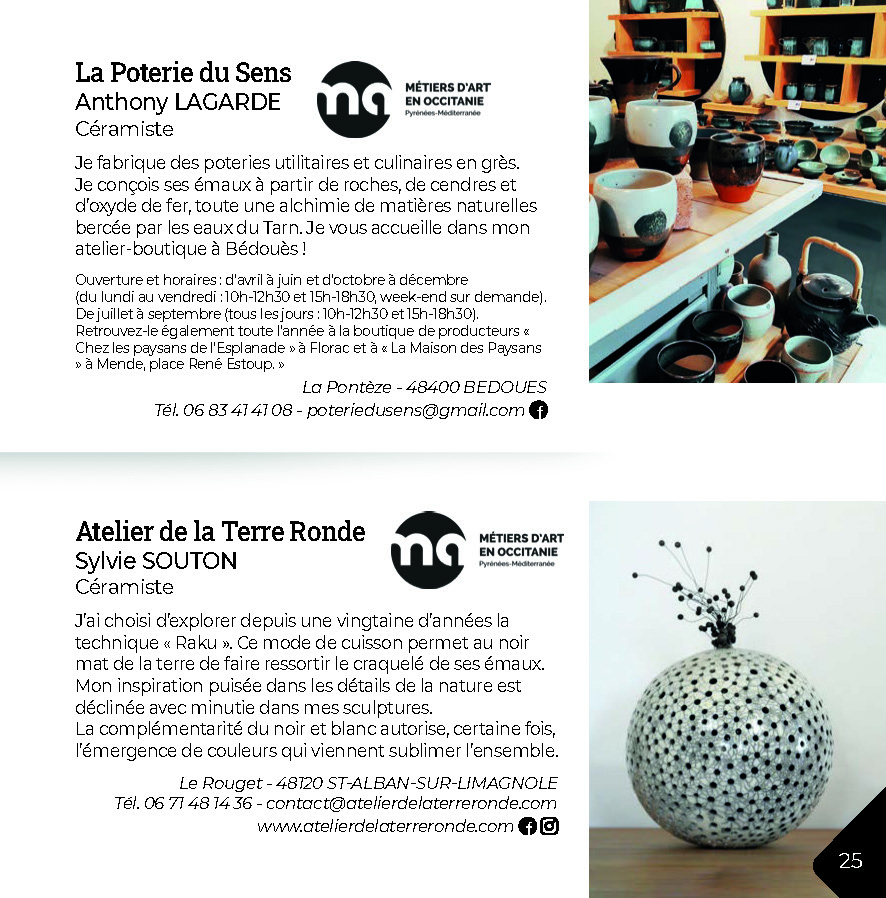 La Poterie du Sens
Anthony LAGARDE
Céramiste
ma
MÉTIERS D'ART
EN OCCITANIE
Pyrénées-Méditerranée
Je fabrique des poteries utilitaires et culinaires en grès.
Je conçois ses émaux à partir de roches, de cendres et
d'oxyde de fer, toute une alchimie de matières naturelles
bercée par les eaux du Tarn. Je vous accueille dans mon
atelier-boutique à Bédouès !
Ouverture et horaires : d'avril à juin et d'octobre à décembre
(du lundi au vendredi : 10h-12h30 et 15h-18h30, week-end sur demande).
De juillet à septembre (tous les jours : 10h-12h30 et 15h-18h30).
Retrouvez-le également toute l'année à la boutique de producteurs «
Chez les paysans de l'Esplanade » à Florac et à « La Maison des Paysans
» à Mende, place René Estoup. »
La Pontèze - 48400 BEDOUES
Tél. 06 83 41 41 08 - poteriedusens@gmail.com
Atelier de la Terre Ronde
Sylvie SOUTON
Céramiste
ma
MÉTIERS D'ART
EN OCCITANIE
Pyrénées-Méditerranée
J'ai choisi d'explorer depuis une vingtaine d'années la
technique « Raku ». Ce mode de cuisson permet au noir
mat de la terre de faire ressortir le craquelé de ses émaux.
Mon inspiration puisée dans les détails de la nature est
déclinée avec minutie dans mes sculptures.
La complémentarité du noir et blanc autorise, certaine fois,
l'émergence de couleurs qui viennent sublimer l'ensemble.
Le Rouget - 48120 ST-ALBAN-SUR-LIMAGNOLE
Tél. 06 71 48 14 36 - contact@atelierdelaterreronde.com
www.atelierdelaterreronde.com
25